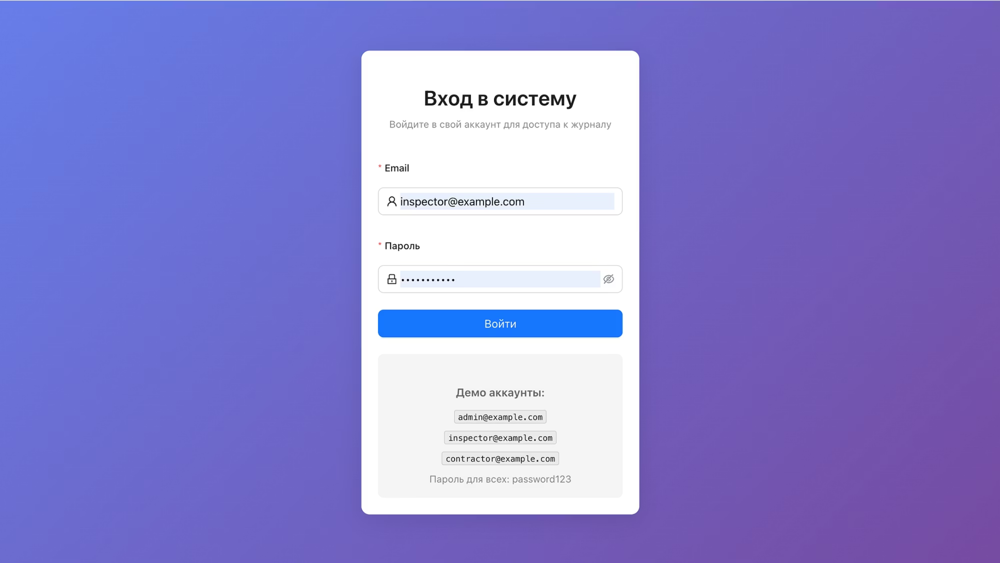 Вход в систему
Войдите в свой аккаунт для доступа к журналу
* Email
inspector@example.com
* Пароль
•••••••••••
Войти
Демо аккаунты:
admin@example.com
inspector@example.com
contractor@example.com
Пароль для всех: password123